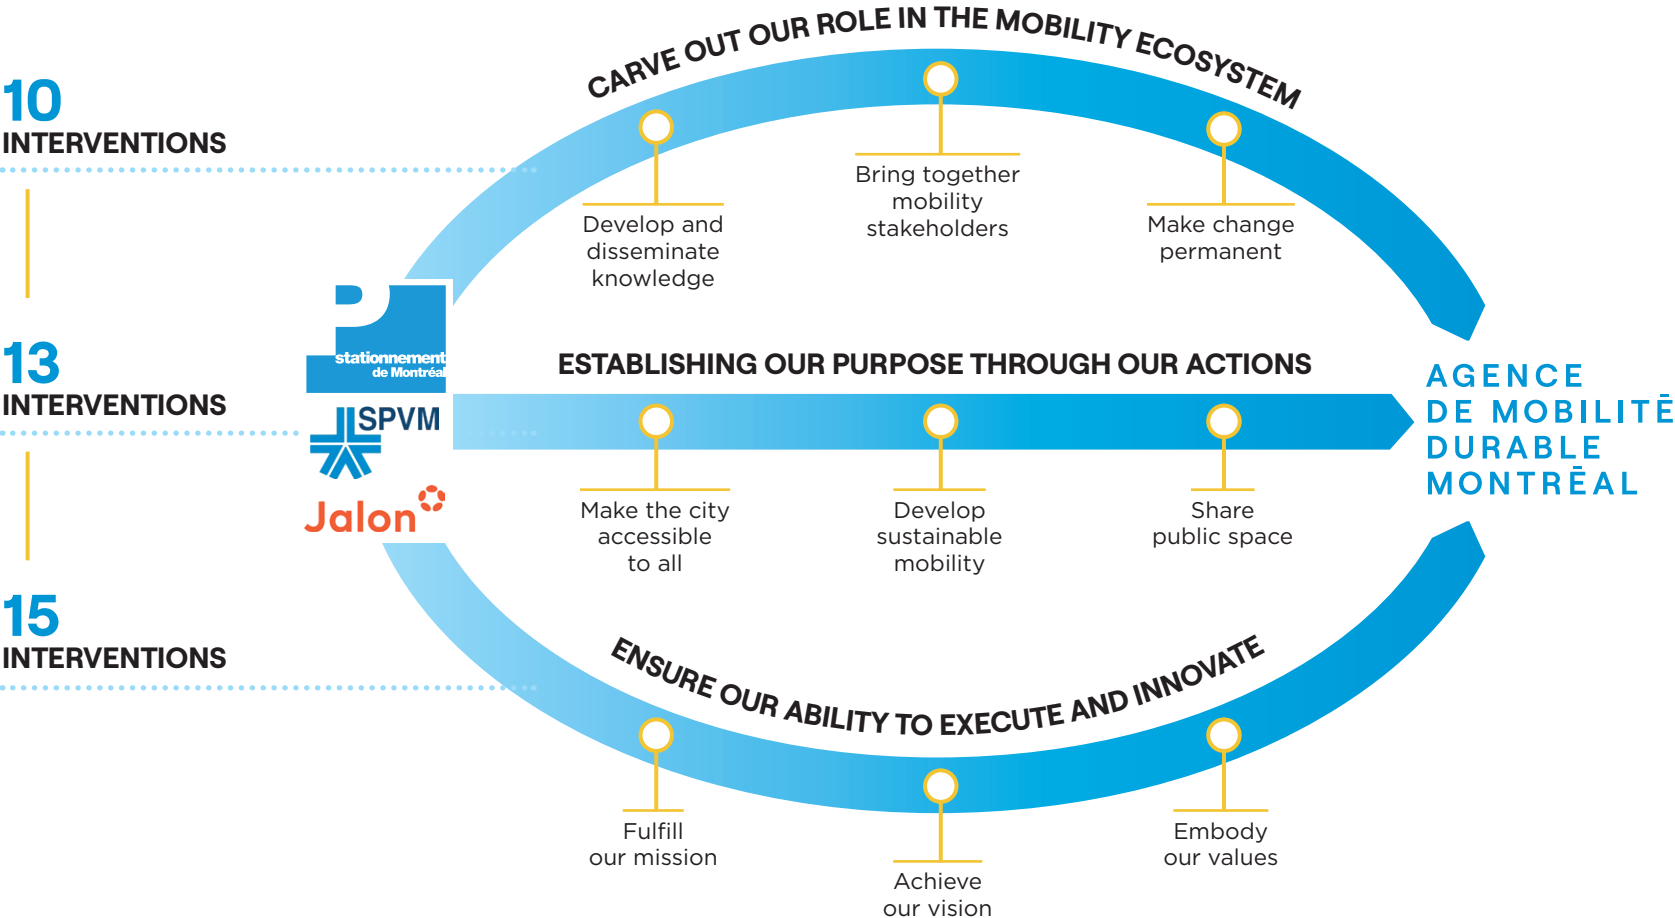 CARVE OUT OUR ROLE IN THE MOBILITY ECOSYSTEM
10
INTERVENTIONS
Develop and
disseminate
knowledge
Bring together
mobility
stakeholders
Make change
permanent
stationnement
de Montréal
SPVM
Jalon
13
INTERVENTIONS
ESTABLISHING OUR PURPOSE THROUGH OUR ACTIONS
Make the city
accessible
to all
Develop
sustainable
mobility
Share
public space
AGENCE
DE MOBILITĒ
DURABLE
MONTRĒAL
15
INTERVENTIONS
ENSURE OUR ABILITY TO EXECUTE AND INNOVATE
Fulfill
our mission
Achieve
our vision
Embody
our values